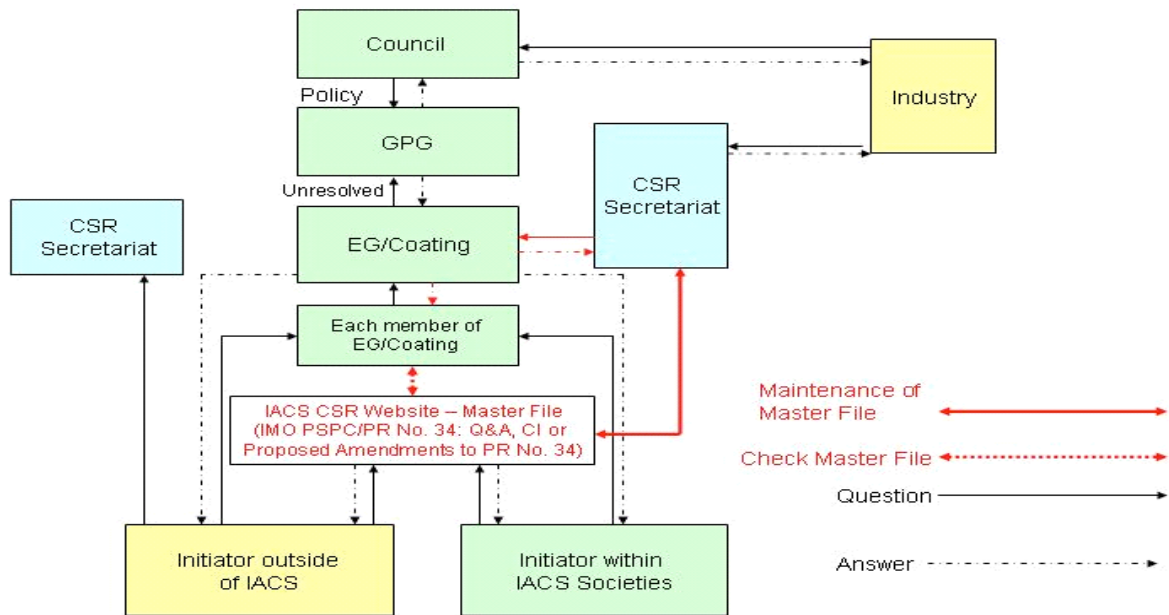 Council
Industry
Policy
GPG
CSR
Secretariat
Unresolved
CSR
Secretariat
EG/Coating
Each member of
EG/Coating
IACS CSR Website – Master File
(IMO PSPC/PR No. 34: Q&A, CI or
Proposed Amendments to PR No. 34)
Maintenance of
Master File
Check Master File
Question
Answer
Initiator outside
of IACS
Initiator within
IACS Societies